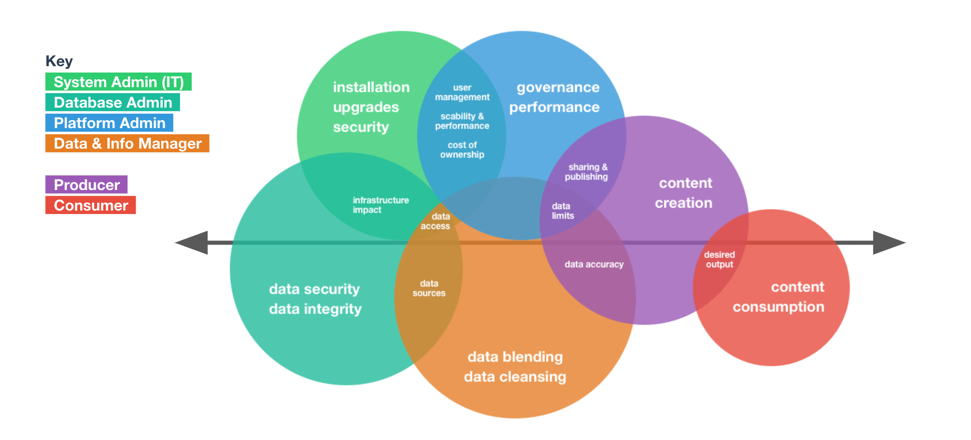 Key
System Admin (IT)
Database Admin
Platform Admin
Data & Info Manager
Producer
Consumer
installation
upgrades
security
user
management
scability &
performance
cost of
ownership
governance
performance
sharing &
publishing
content
creation
infrastructure
impact
data
access
data
limits
data accuracy
desired
output
data security
data integrity
data
sources
content
consumption
data blending
data cleansing